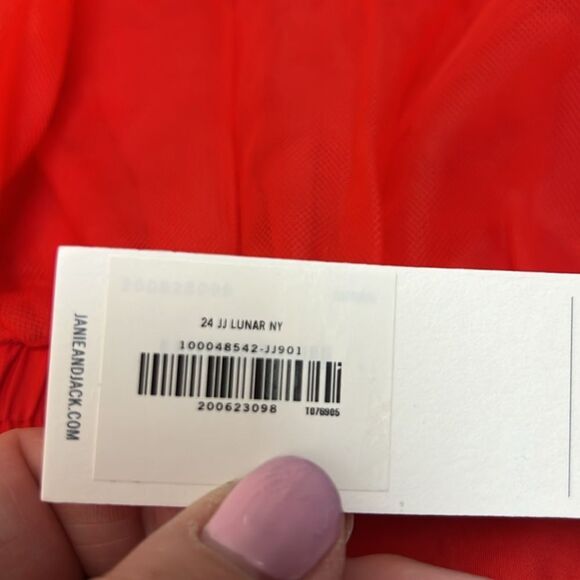 JANIEANDJACK.COM
24 JJ LUNAR NY
100048542-JJ901
200623098
T076905